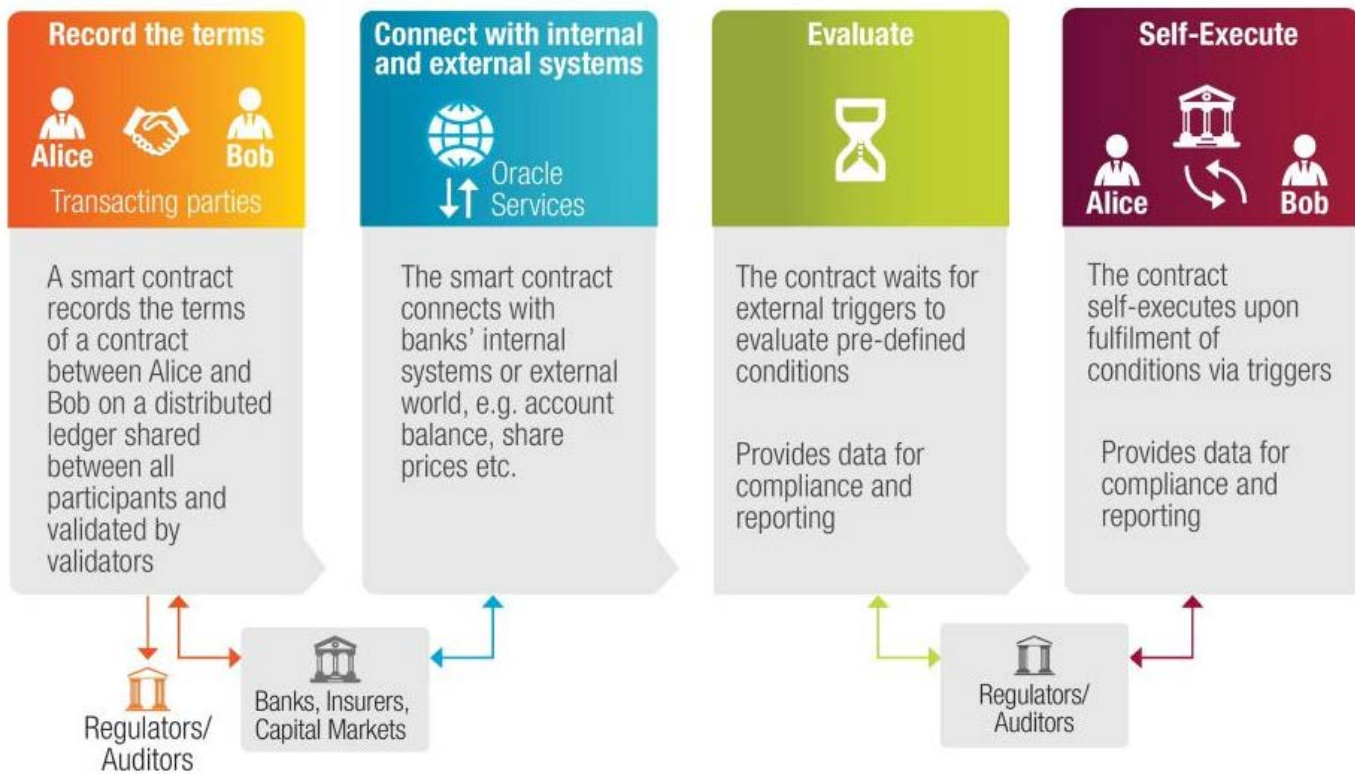 Record the terms
Alice
Bob
Transacting parties
A smart contract
records the terms
of a contract
between Alice and
Bob on a distributed
ledger shared
between all
participants and
validated by
validators
Connect with internal
and external systems
Oracle
Services
The smart contract
connects with
banks’ internal
systems or external
world, e.g. account
balance, share
prices etc.
Evaluate
The contract waits for
external triggers to
evaluate pre-defined
conditions
Provides data for
compliance and
reporting
Self-Execute
Alice
Bob
The contract
self-executes upon
fulfilment of
conditions via triggers
Provides data for
compliance and
reporting
Regulators/
Auditors
Banks, Insurers,
Capital Markets
Regulators/
Auditors